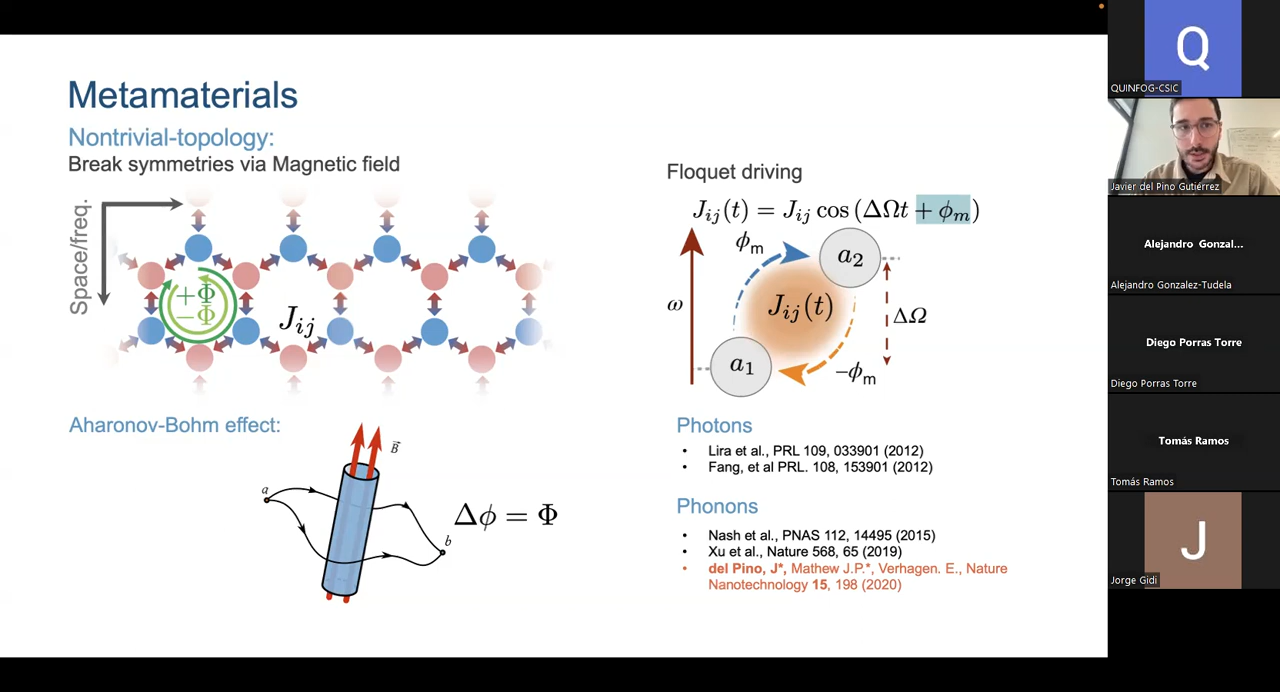 Metamaterials
Nontrivial-topology:
Break symmetries via Magnetic field
Space/freq.
+Φ
−Φ
J_ij
Aharonov-Bohm effect:
a
B⃗
b
Δϕ = Φ
Floquet driving
J_ij(t) = J_ij cos (ΔΩt + ϕ_m)
ω
ϕ_m
a_2
J_ij(t)
ΔΩ
a_1
−ϕ_m
Photons
• Lira et al., PRL 109, 033901 (2012)
• Fang, et al PRL. 108, 153901 (2012)
Phonons
• Nash et al., PNAS 112, 14495 (2015)
• Xu et al., Nature 568, 65 (2019)
• del Pino, J*, Mathew J.P.*, Verhagen. E., Nature
Nanotechnology 15, 198 (2020)
Q
QUINFOG-CSIC
Javier del Pino Gutiérrez
Alejandro Gonzal...
Alejandro Gonzalez-Tudela
Diego Porras Torre
Diego Porras Torre
Tomás Ramos
Tomás Ramos
J
Jorge Gidi